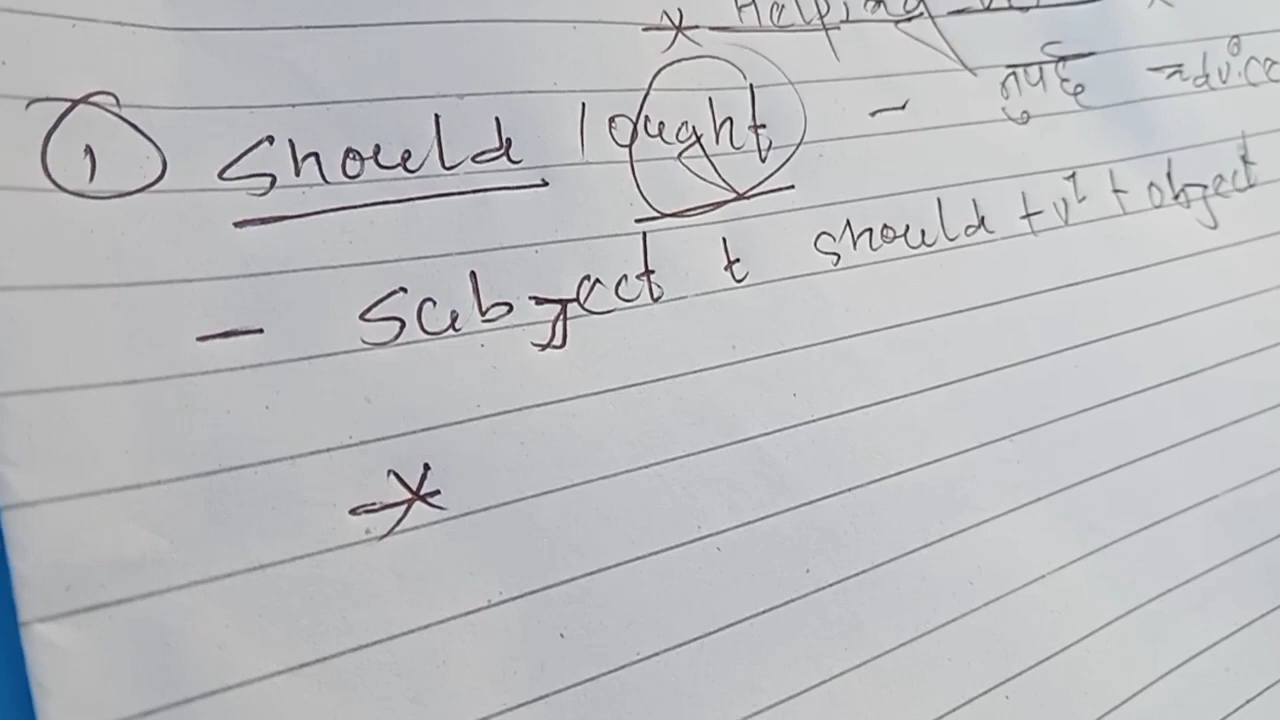 * Helping
① Should / ought - advice
- Subject + should + v¹ + object
*